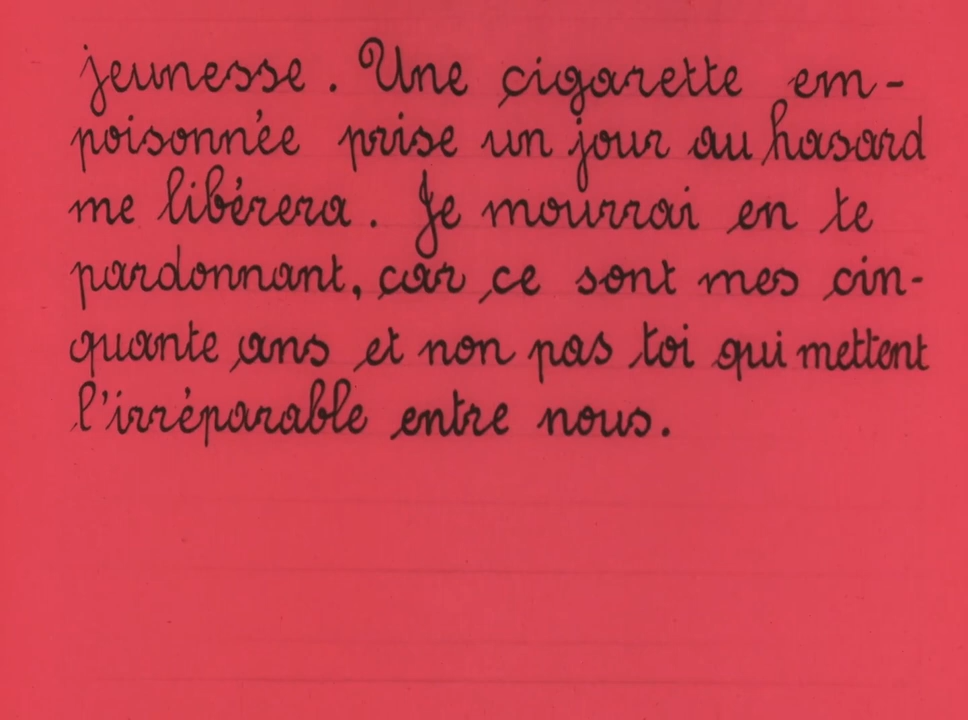 jeunesse. Une cigarette em-
poisonnée prise un jour au hasard
me libérera. Je mourrai en te
pardonnant, car ce sont mes cin-
quante ans et non pas toi qui mettent
l'irréparable entre nous.